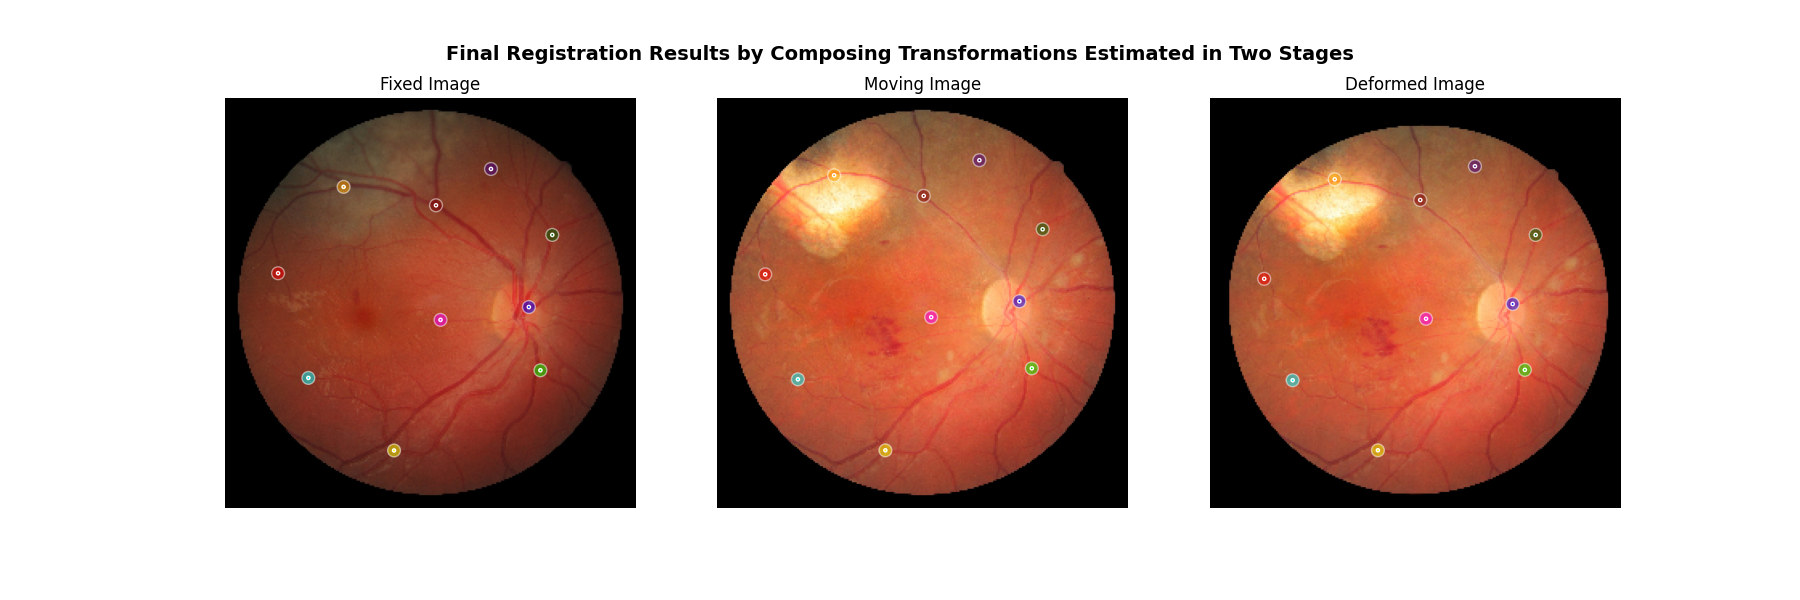 Final Registration Results by Composing Transformations Estimated in Two Stages
Fixed Image
Moving Image
Deformed Image